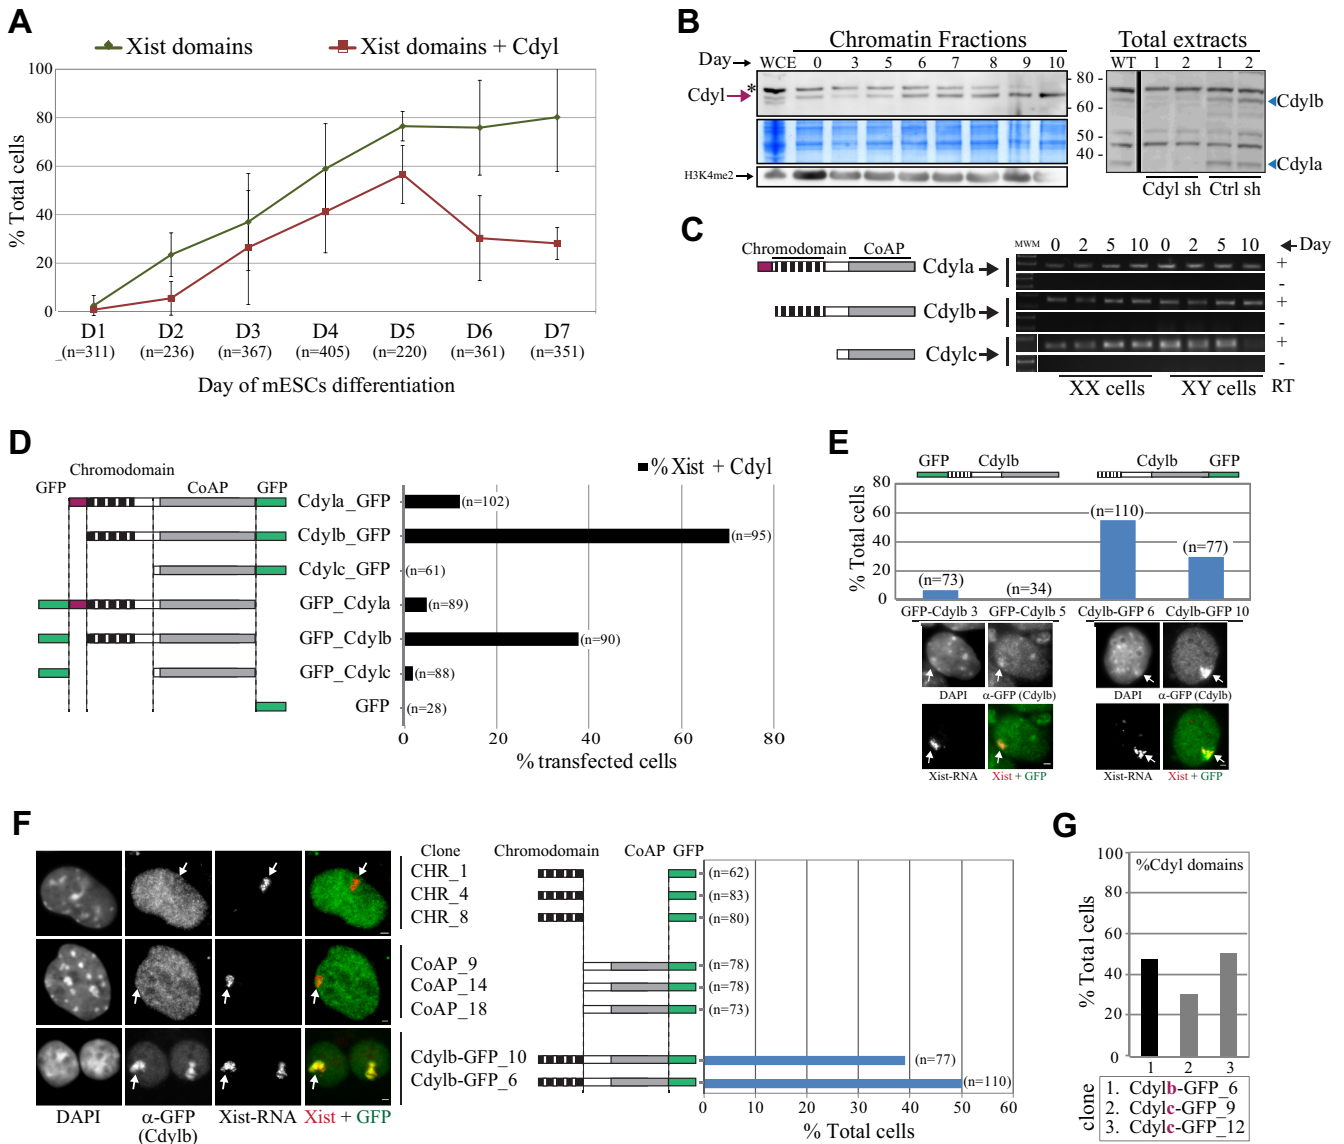 A
Xist domains
Xist domains + Cdyl
% Total cells
100
80
60
40
20
0
D1 D2 D3 D4 D5 D6 D7
(n=311) (n=236) (n=367) (n=405) (n=220) (n=361) (n=351)
Day of mESCs differentiation
B
Chromatin Fractions
Total extracts
Day WCE 0 3 5 6 7 8 9 10
WT 1 2 1 2
*
Cdyl
H3K4me2
80 -
60 -
40 -
Cdylb
Cdyla
Cdyl sh Ctrl sh
C
Chromodomain CoAP
MWM 0 2 5 10 0 2 5 10 Day
Cdyla + -
Cdylb + -
Cdylc + -
XX cells XY cells RT
D
% Xist + Cdyl
Chromodomain
GFP CoAP GFP
Cdyla_GFP (n=102)
Cdylb_GFP (n=95)
Cdylc_GFP (n=61)
GFP_Cdyla (n=89)
GFP_Cdylb (n=90)
GFP_Cdylc (n=88)
GFP (n=28)
0 20 40 60 80
% transfected cells
E
GFP Cdylb Cdylb GFP
% Total cells
80
60
40
20
0
(n=73) (n=34) (n=110) (n=77)
GFP-Cdylb 3 GFP-Cdylb 5 Cdylb-GFP 6 Cdylb-GFP 10
DAPI α-GFP (Cdylb) DAPI α-GFP (Cdylb)
Xist-RNA Xist + GFP Xist-RNA Xist + GFP
F
DAPI α-GFP (Cdylb) Xist-RNA Xist + GFP
Clone Chromodomain CoAP GFP
CHR_1 (n=62)
CHR_4 (n=83)
CHR_8 (n=80)
CoAP_9 (n=78)
CoAP_14 (n=78)
CoAP_18 (n=73)
Cdylb-GFP_10 (n=77)
Cdylb-GFP_6 (n=110)
0 10 20 30 40 50 60
% Total cells
G
%Cdyl domains
% Total cells
100
80
60
40
20
0
1 2 3
clone
1. Cdylb-GFP_6
2. Cdylc-GFP_9
3. Cdylc-GFP_12